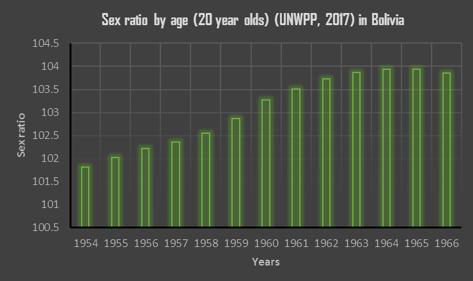 Sex ratio by age (20 year olds) (UNWPP, 2017) in Bolivia
104.5
104
103.5
103
102.5
102
101.5
101
100.5
Sex ratio
1954 1955 1956 1957 1958 1959 1960 1961 1962 1963 1964 1965 1966
Years